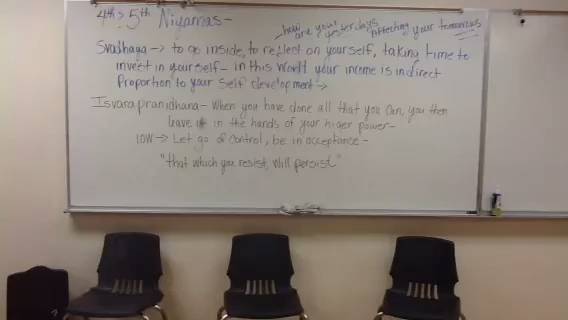 4th & 5th Niyamas -
how are your yesterdays affecting your tomorrows
Svadhaya -> to go inside, to reflect on yourself, taking time to
invest in yourself - in this world your income is in direct
Proportion to your self development ->
Isvarapranidhana - When you have done all that you can, you then
leave it in the hands of your higer power -
LOW -> Let go of control, be in acceptance -
"that which you resist, will persist"